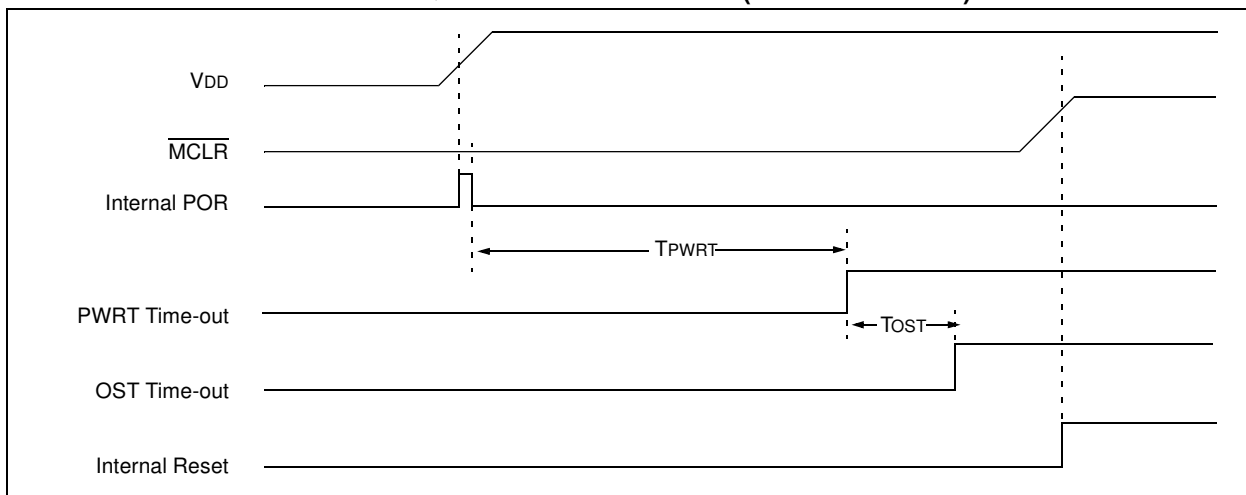 VDD
MCLR
Internal POR
TPWRT
PWRT Time-out
TOST
OST Time-out
Internal Reset